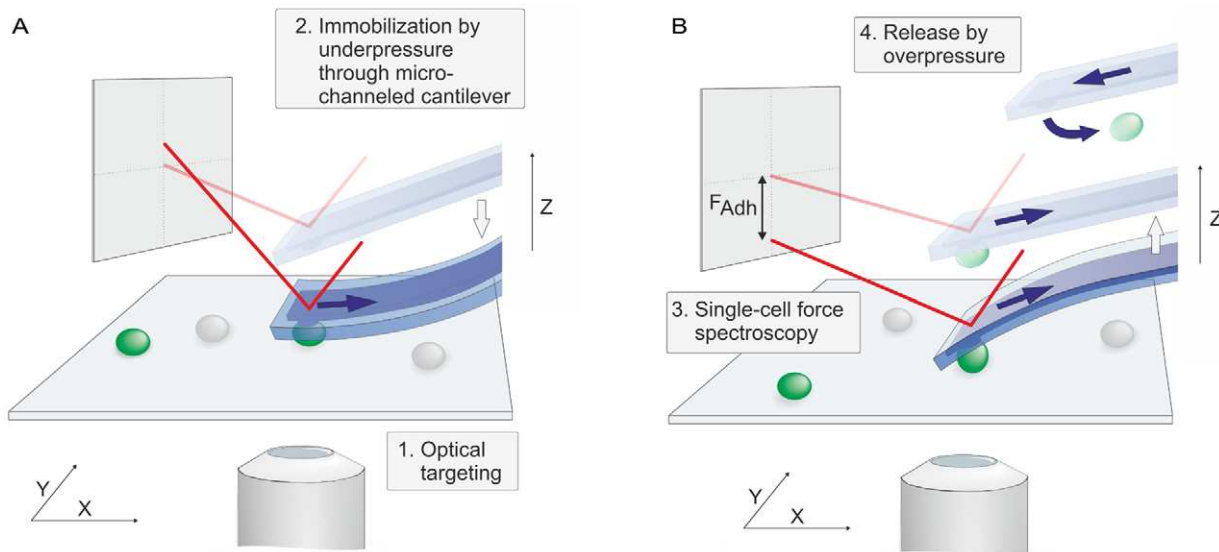 A
2. Immobilization by
underpressure
through micro-
channeled cantilever
Z
1. Optical
targeting
Y
X
B
4. Release by
overpressure
FAdh
Z
3. Single-cell force
spectroscopy
Y
X